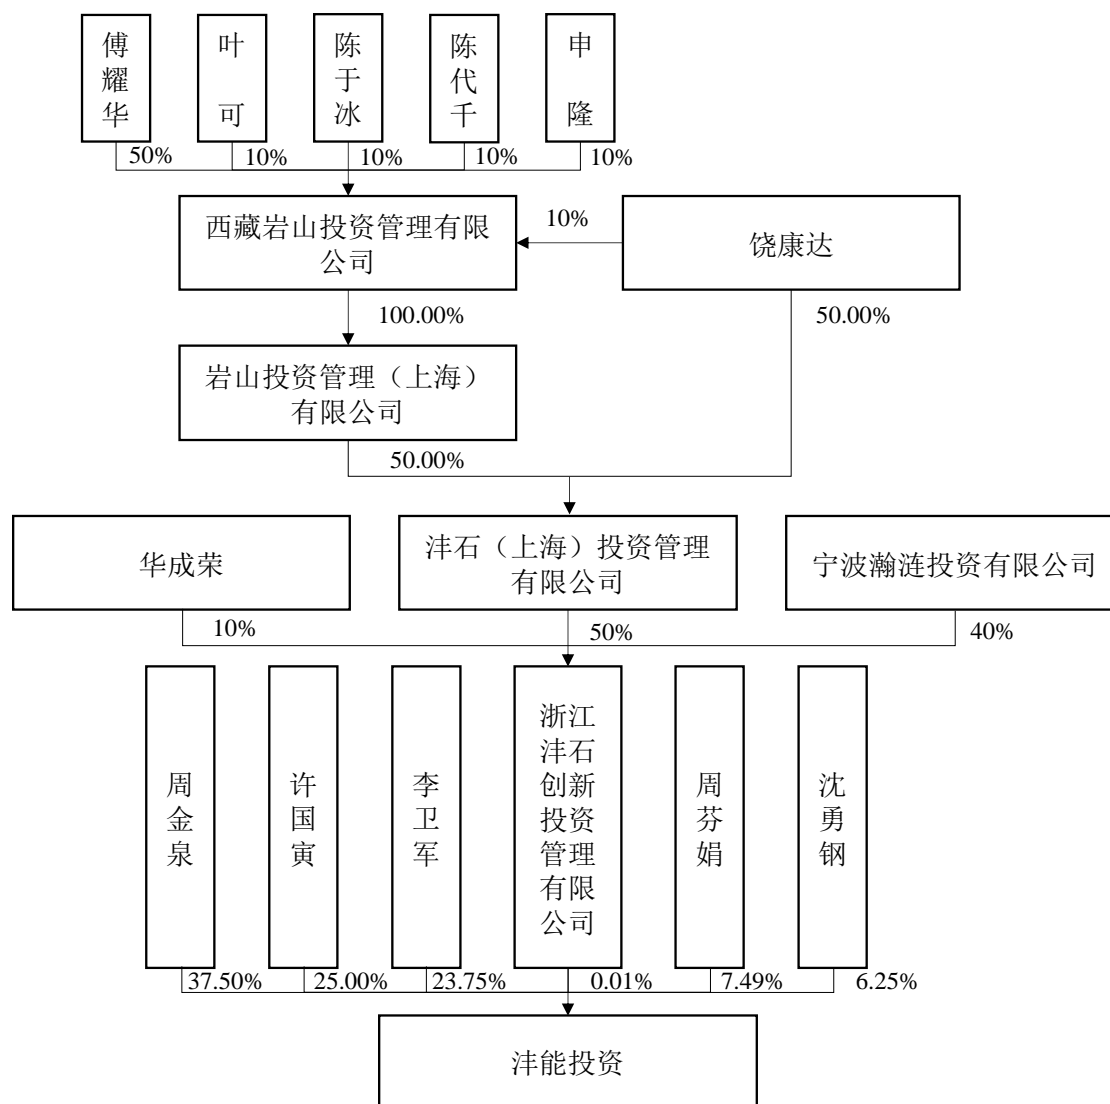 傅耀华
叶可
陈于冰
陈代千
申隆
50%
10%
10%
10%
10%
西藏岩山投资管理有限
公司
10%
饶康达
100.00%
50.00%
岩山投资管理（上海）
有限公司
50.00%
华成荣
沣石（上海）投资管理
有限公司
宁波瀚涟投资有限公司
10%
50%
40%
周金泉
许国寅
李卫军
浙江
沣石
创新
投资
管理
有限
公司
周芬娟
沈勇钢
37.50%
25.00%
23.75%
0.01%
7.49%
6.25%
沣能投资